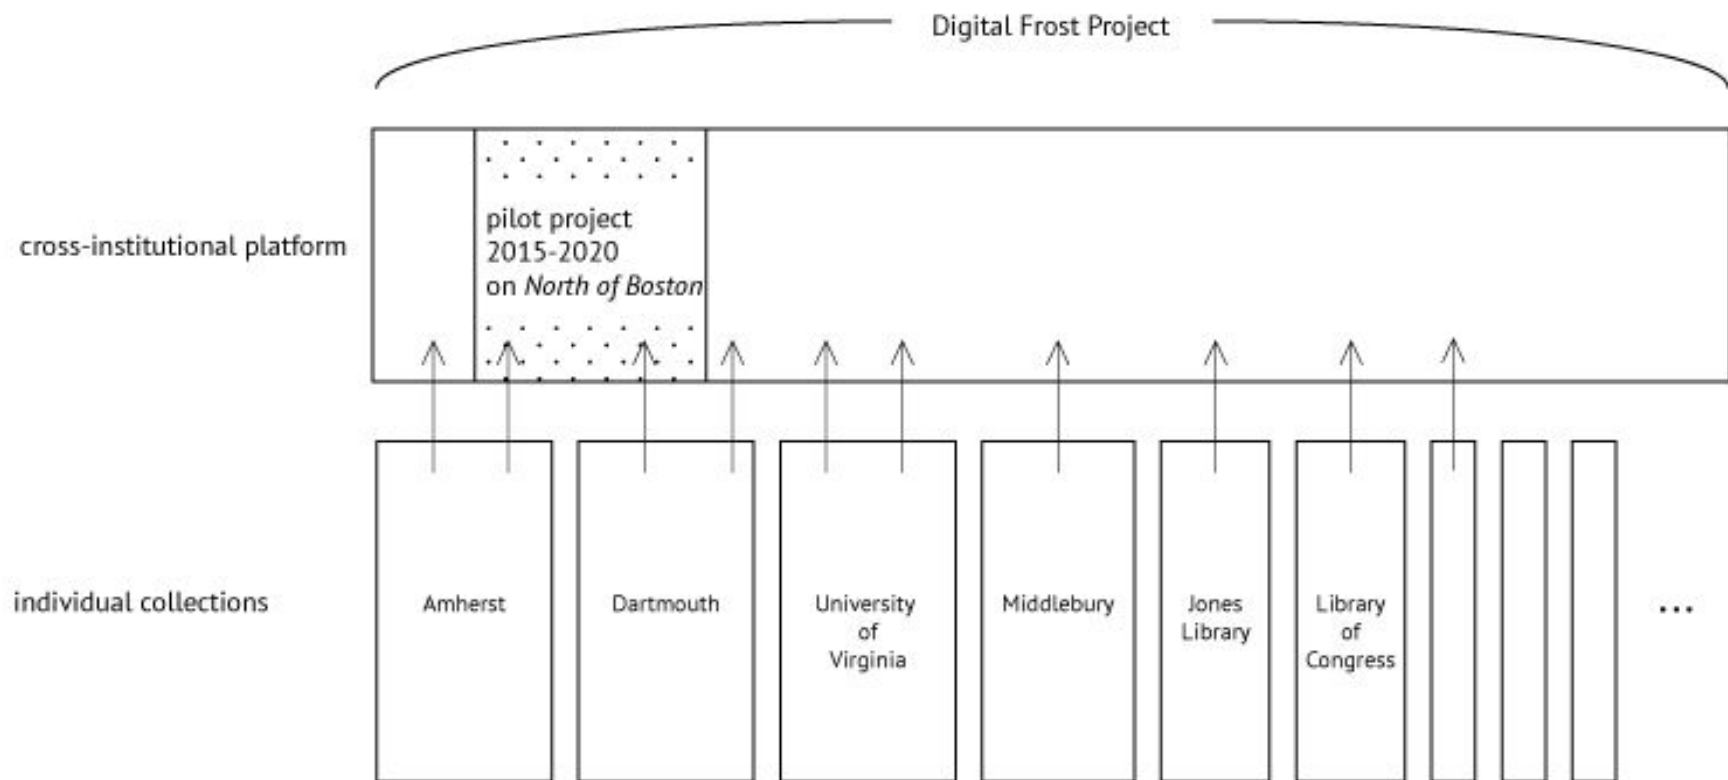 Digital Frost Project
cross-institutional platform
pilot project
2015-2020
on North of Boston
individual collections
Amherst
Dartmouth
University
of
Virginia
Middlebury
Jones
Library
Library
of
Congress
...